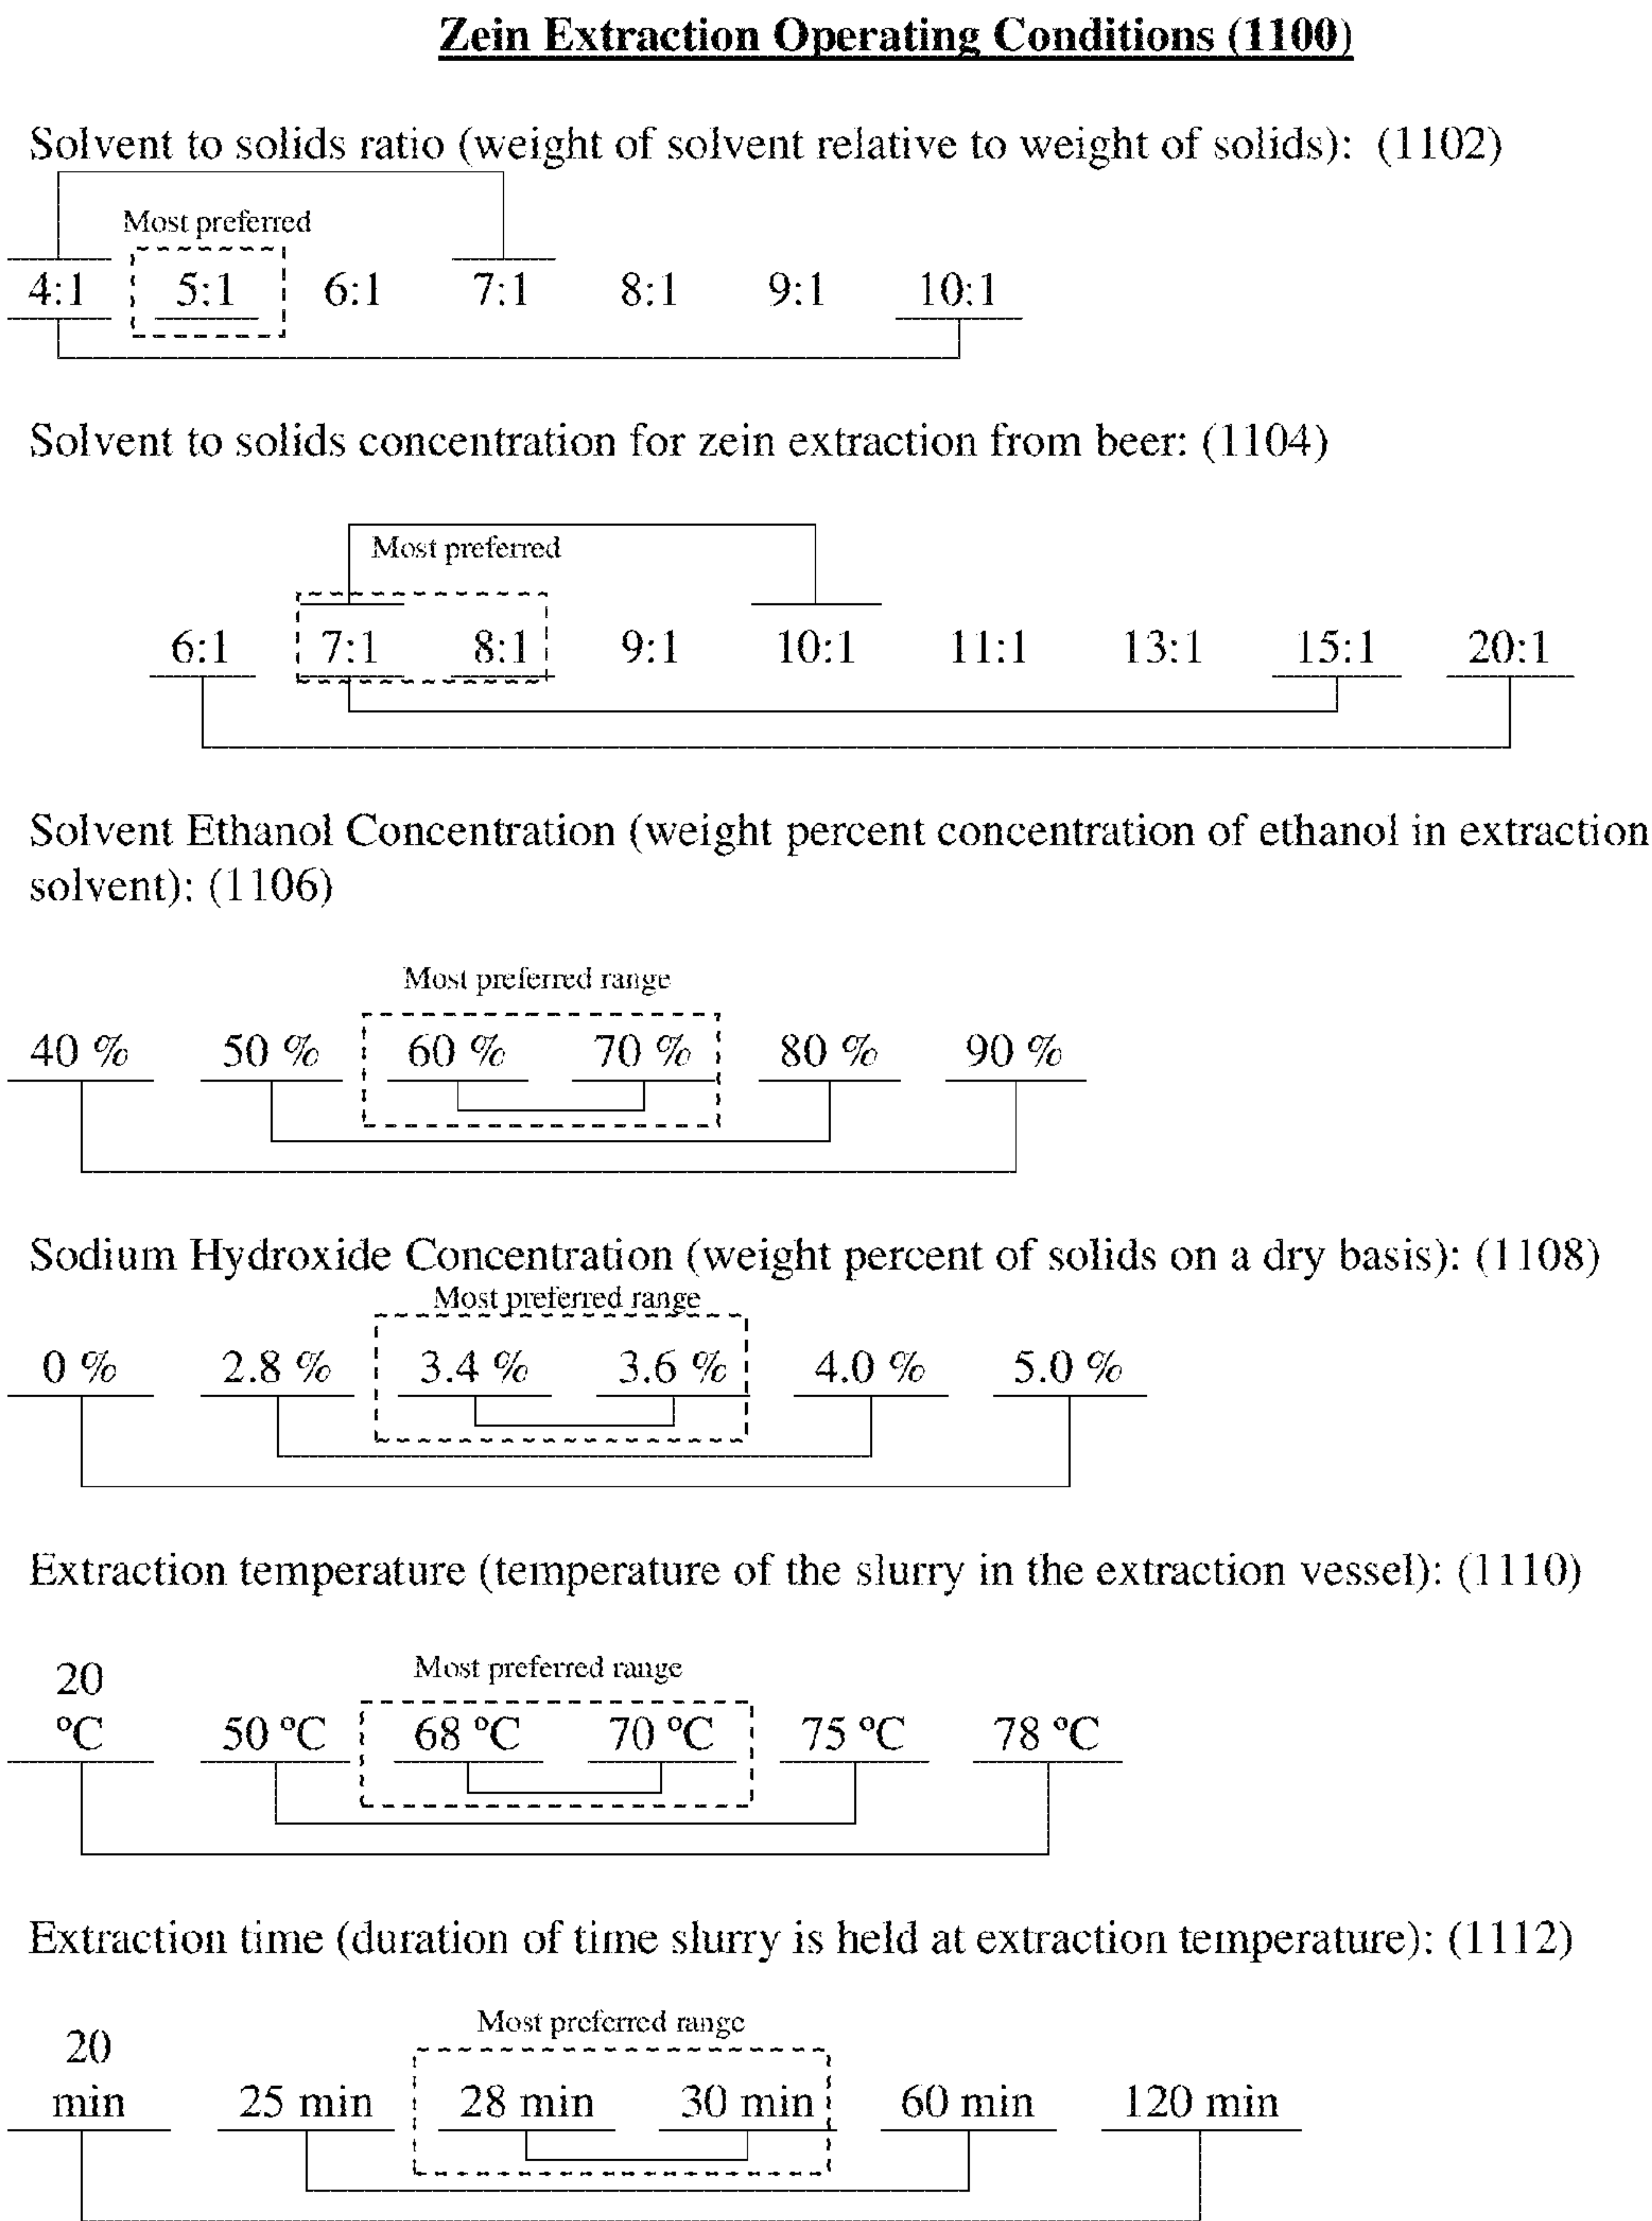 Zein Extraction Operating Conditions (1100)
Solvent to solids ratio (weight of solvent relative to weight of solids): (1102)
Most preferred
4:1 5:1 6:1 7:1 8:1 9:1 10:1
Solvent to solids concentration for zein extraction from beer: (1104)
Most preferred
6:1 7:1 8:1 9:1 10:1 11:1 13:1 15:1 20:1
Solvent Ethanol Concentration (weight percent concentration of ethanol in extraction
solvent): (1106)
Most preferred range
40 % 50 % 60 % 70 % 80 % 90 %
Sodium Hydroxide Concentration (weight percent of solids on a dry basis): (1108)
Most preferred range
0 % 2.8 % 3.4 % 3.6 % 4.0 % 5.0 %
Extraction temperature (temperature of the slurry in the extraction vessel): (1110)
Most preferred range
20
ºC 50 ºC 68 ºC 70 ºC 75 ºC 78 ºC
Extraction time (duration of time slurry is held at extraction temperature): (1112)
Most preferred range
20
min 25 min 28 min 30 min 60 min 120 min